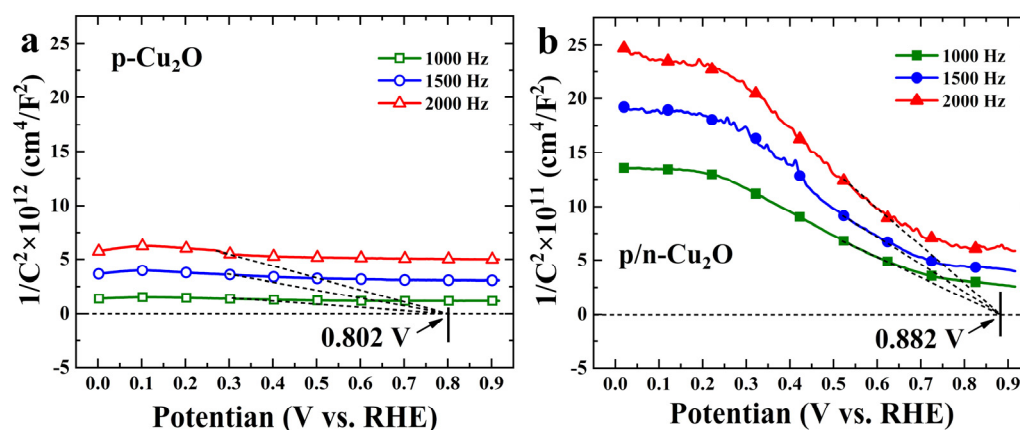 a
p-Cu₂O
1000 Hz
1500 Hz
2000 Hz
1/C²×10¹² (cm⁴/F²)
25
20
15
10
5
0
-5
0.802 V
0.0 0.1 0.2 0.3 0.4 0.5 0.6 0.7 0.8 0.9
Potentian (V vs. RHE)
b
1000 Hz
1500 Hz
2000 Hz
p/n-Cu₂O
1/C²×10¹¹ (cm⁴/F²)
25
20
15
10
5
0
-5
0.882 V
0.0 0.1 0.2 0.3 0.4 0.5 0.6 0.7 0.8 0.9
Potentian (V vs. RHE)